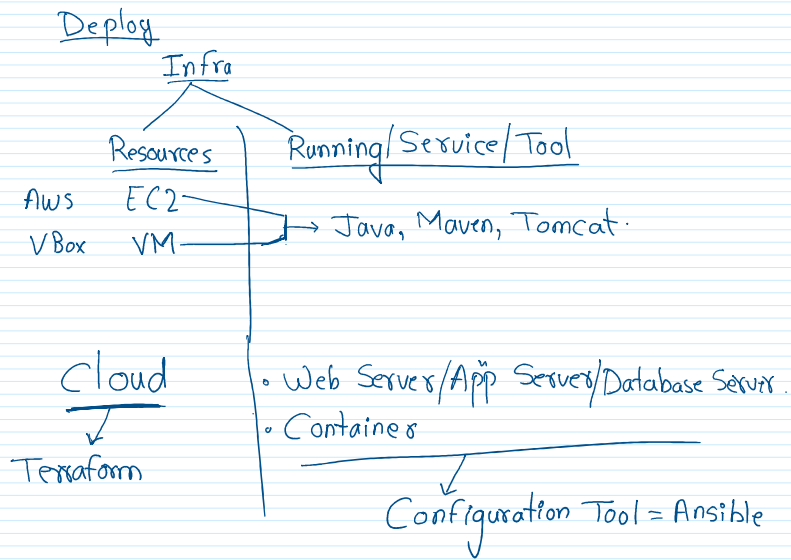 Deploy
Infra
Resources
Running/Service/Tool
AWS EC2
VBox VM
Java, Maven, Tomcat.
Cloud
Terraform
• Web Server/App Server/Database Server.
• Container
Configuration Tool = Ansible